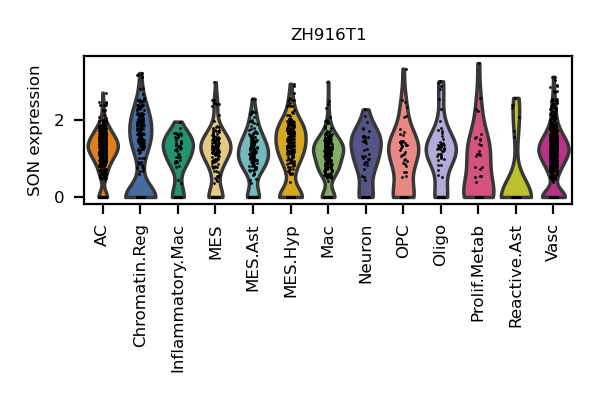 ZH916T1
SON expression
2
0
AC
Chromatin.Reg
Inflammatory.Mac
MES
MES.Ast
MES.Hyp
Mac
Neuron
OPC
Oligo
Prolif.Metab
Reactive.Ast
Vasc